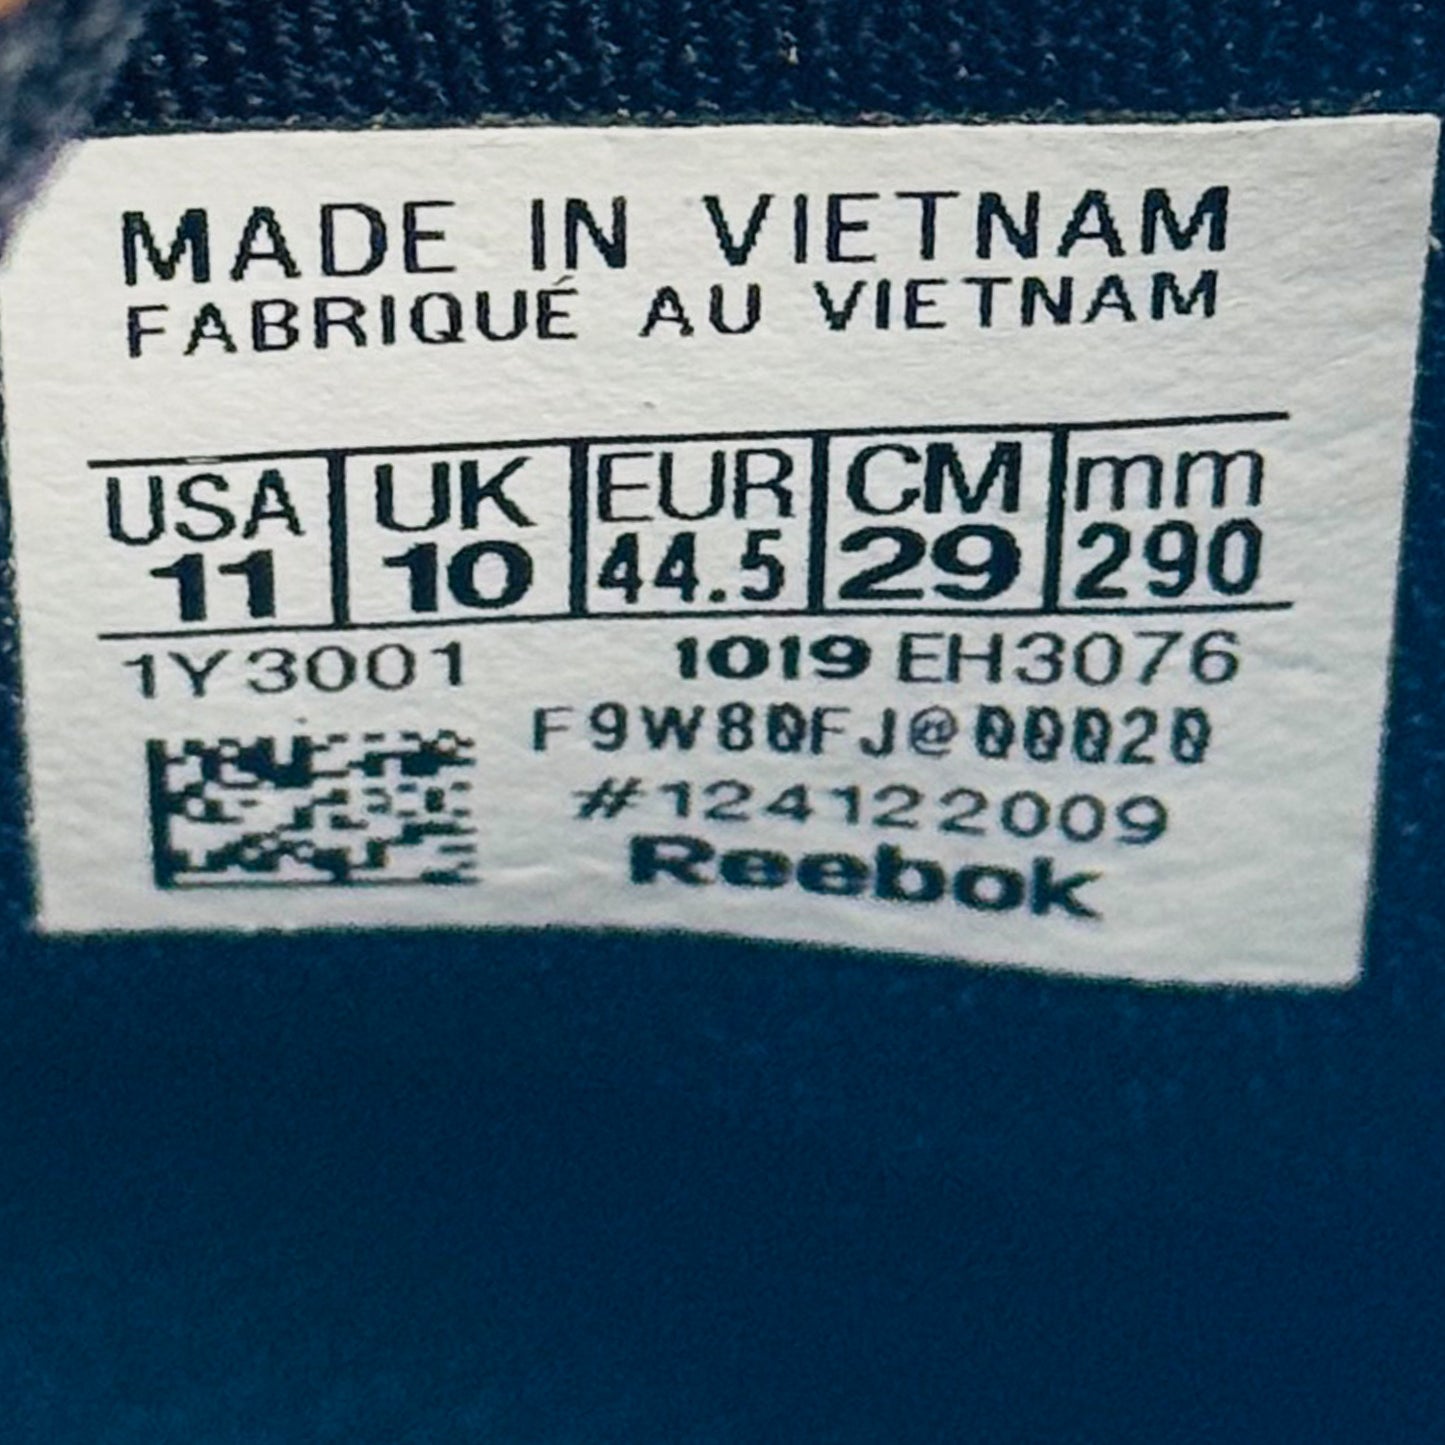 MADE IN VIETNAM
FABRIQUÉ AU VIETNAM
USA UK EUR CM mm
11 10 44.5 29 290
1Y3001 1019 EH3076
F9W80FJ@000020
#124122009
Reebok